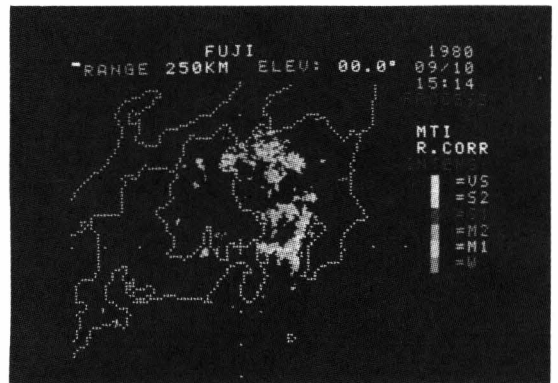 FUJI
RANGE 250KM ELEV: 00.0°
1980
09/10
15:14
MTI
R.CORR
=VS
=S2
=M2
=M1
=W